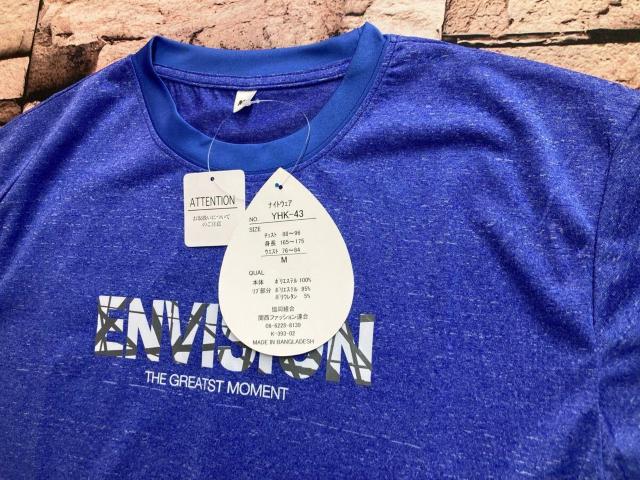 ATTENTION
お取扱いについて
のご注意
ナイトウェア
NO. YHK-43
SIZE
チェスト 88〜96
身長 165〜175
ウエスト 76〜84
M
QUAL
本体 ポリエステル 100%
リブ部分 ポリエステル 95%
ポリウレタン 5%
協同組合
関西ファッション連合
06-6228-6139
K-393-02
MADE IN BANGLADESH
ENVISION
THE GREATST MOMENT